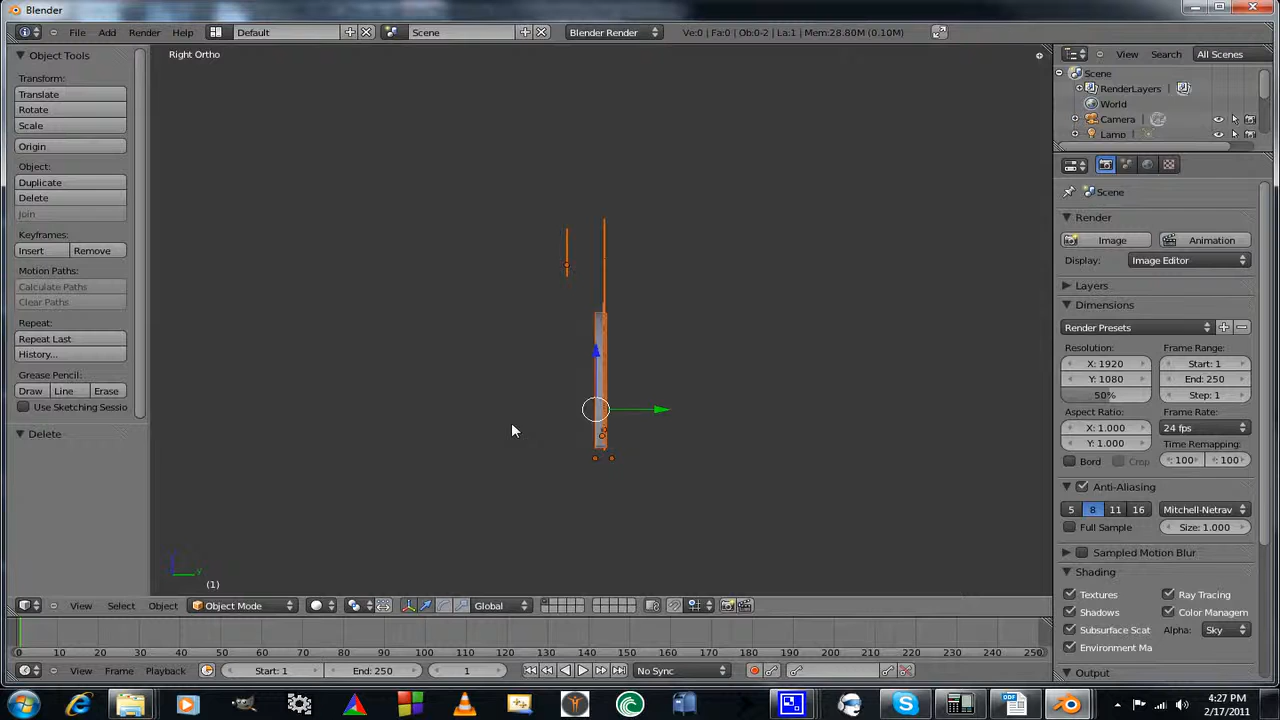 Blender
File Add Render Help Default Scene Blender Render Ve:0 | Fa:0 | Ob:0-2 | La:1 | Mem:28.80M (0.10M)
Object Tools
Transform:
Translate
Rotate
Scale
Origin
Object:
Duplicate
Delete
Join
Keyframes:
Insert Remove
Motion Paths:
Calculate Paths
Clear Paths
Repeat:
Repeat Last
History...
Grease Pencil:
Draw Line Erase
Use Sketching Sessio
Delete
Right Ortho
y
(1)
View Search All Scenes
Scene
RenderLayers
World
Camera
Lamp
Scene
Render
Image Animation
Display: Image Editor
Layers
Dimensions
Render Presets
Resolution: Frame Range:
X: 1920 Start: 1
Y: 1080 End: 250
50% Step: 1
Aspect Ratio: Frame Rate:
X: 1.000 24 fps
Y: 1.000 Time Remapping:
Bord Crop : 100 : 100
Anti-Aliasing
5 8 11 16 Mitchell-Netrav
Full Sample Size: 1.000
Sampled Motion Blur
Shading
Textures Ray Tracing
Shadows Color Managem
Subsurface Scat Alpha: Sky
Environment Ma
Output
View Select Object Object Mode Global
0 10 20 30 40 50 60 70 80 90 100 110 120 130 140 150 160 170 180 190 200 210 220 230 240 250
View Frame Playback Start: 1 End: 250 1 No Sync
4:27 PM
2/17/2011